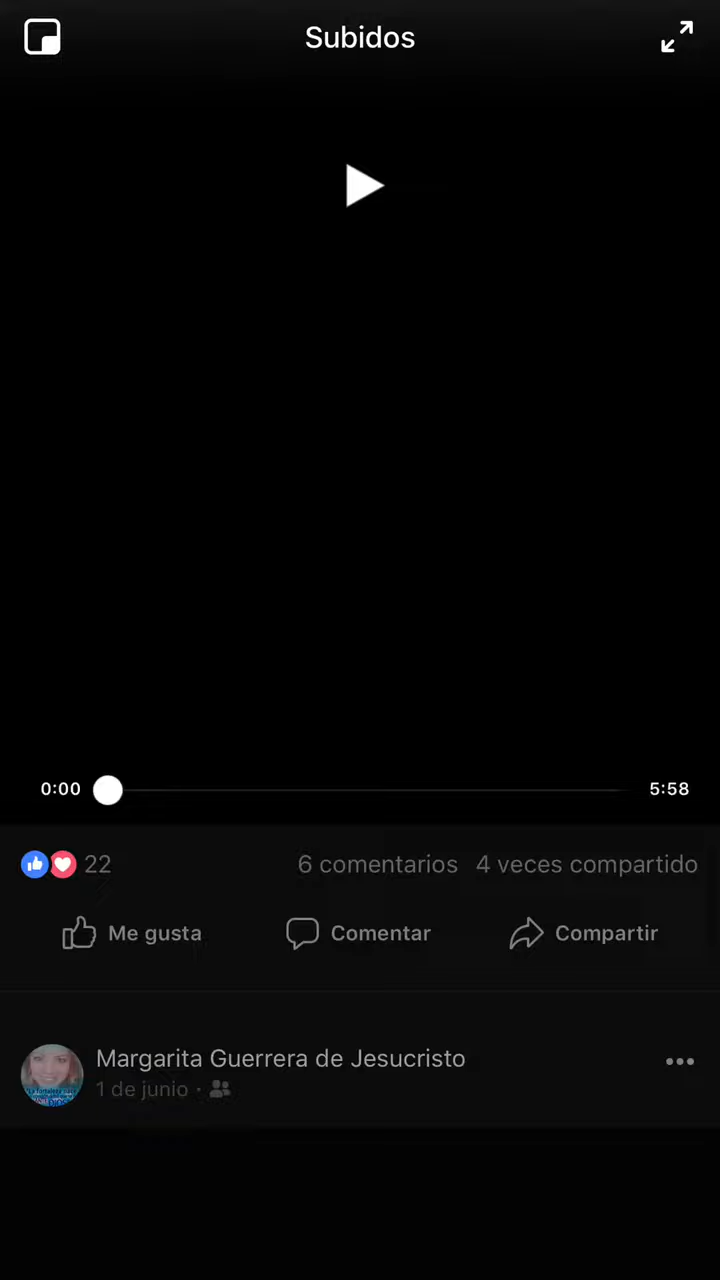 Subidos
0:00 5:58
22 6 comentarios 4 veces compartido
Me gusta Comentar Compartir
Margarita Guerrera de Jesucristo
1 de junio ·